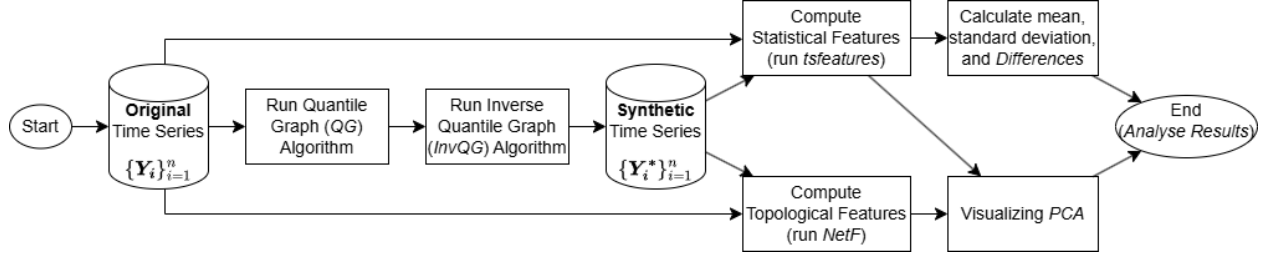 Start
Original
Time Series
$\{\boldsymbol{Y_i}\}_{i=1}^{n}$
Run Quantile
Graph (QG)
Algorithm
Run Inverse
Quantile Graph
(InvQG) Algorithm
Synthetic
Time Series
$\{\boldsymbol{Y_i^*}\}_{i=1}^{n}$
Compute
Statistical Features
(run tsfeatures)
Calculate mean,
standard deviation,
and Differences
Compute
Topological Features
(run NetF)
Visualizing PCA
End
(Analyse Results)